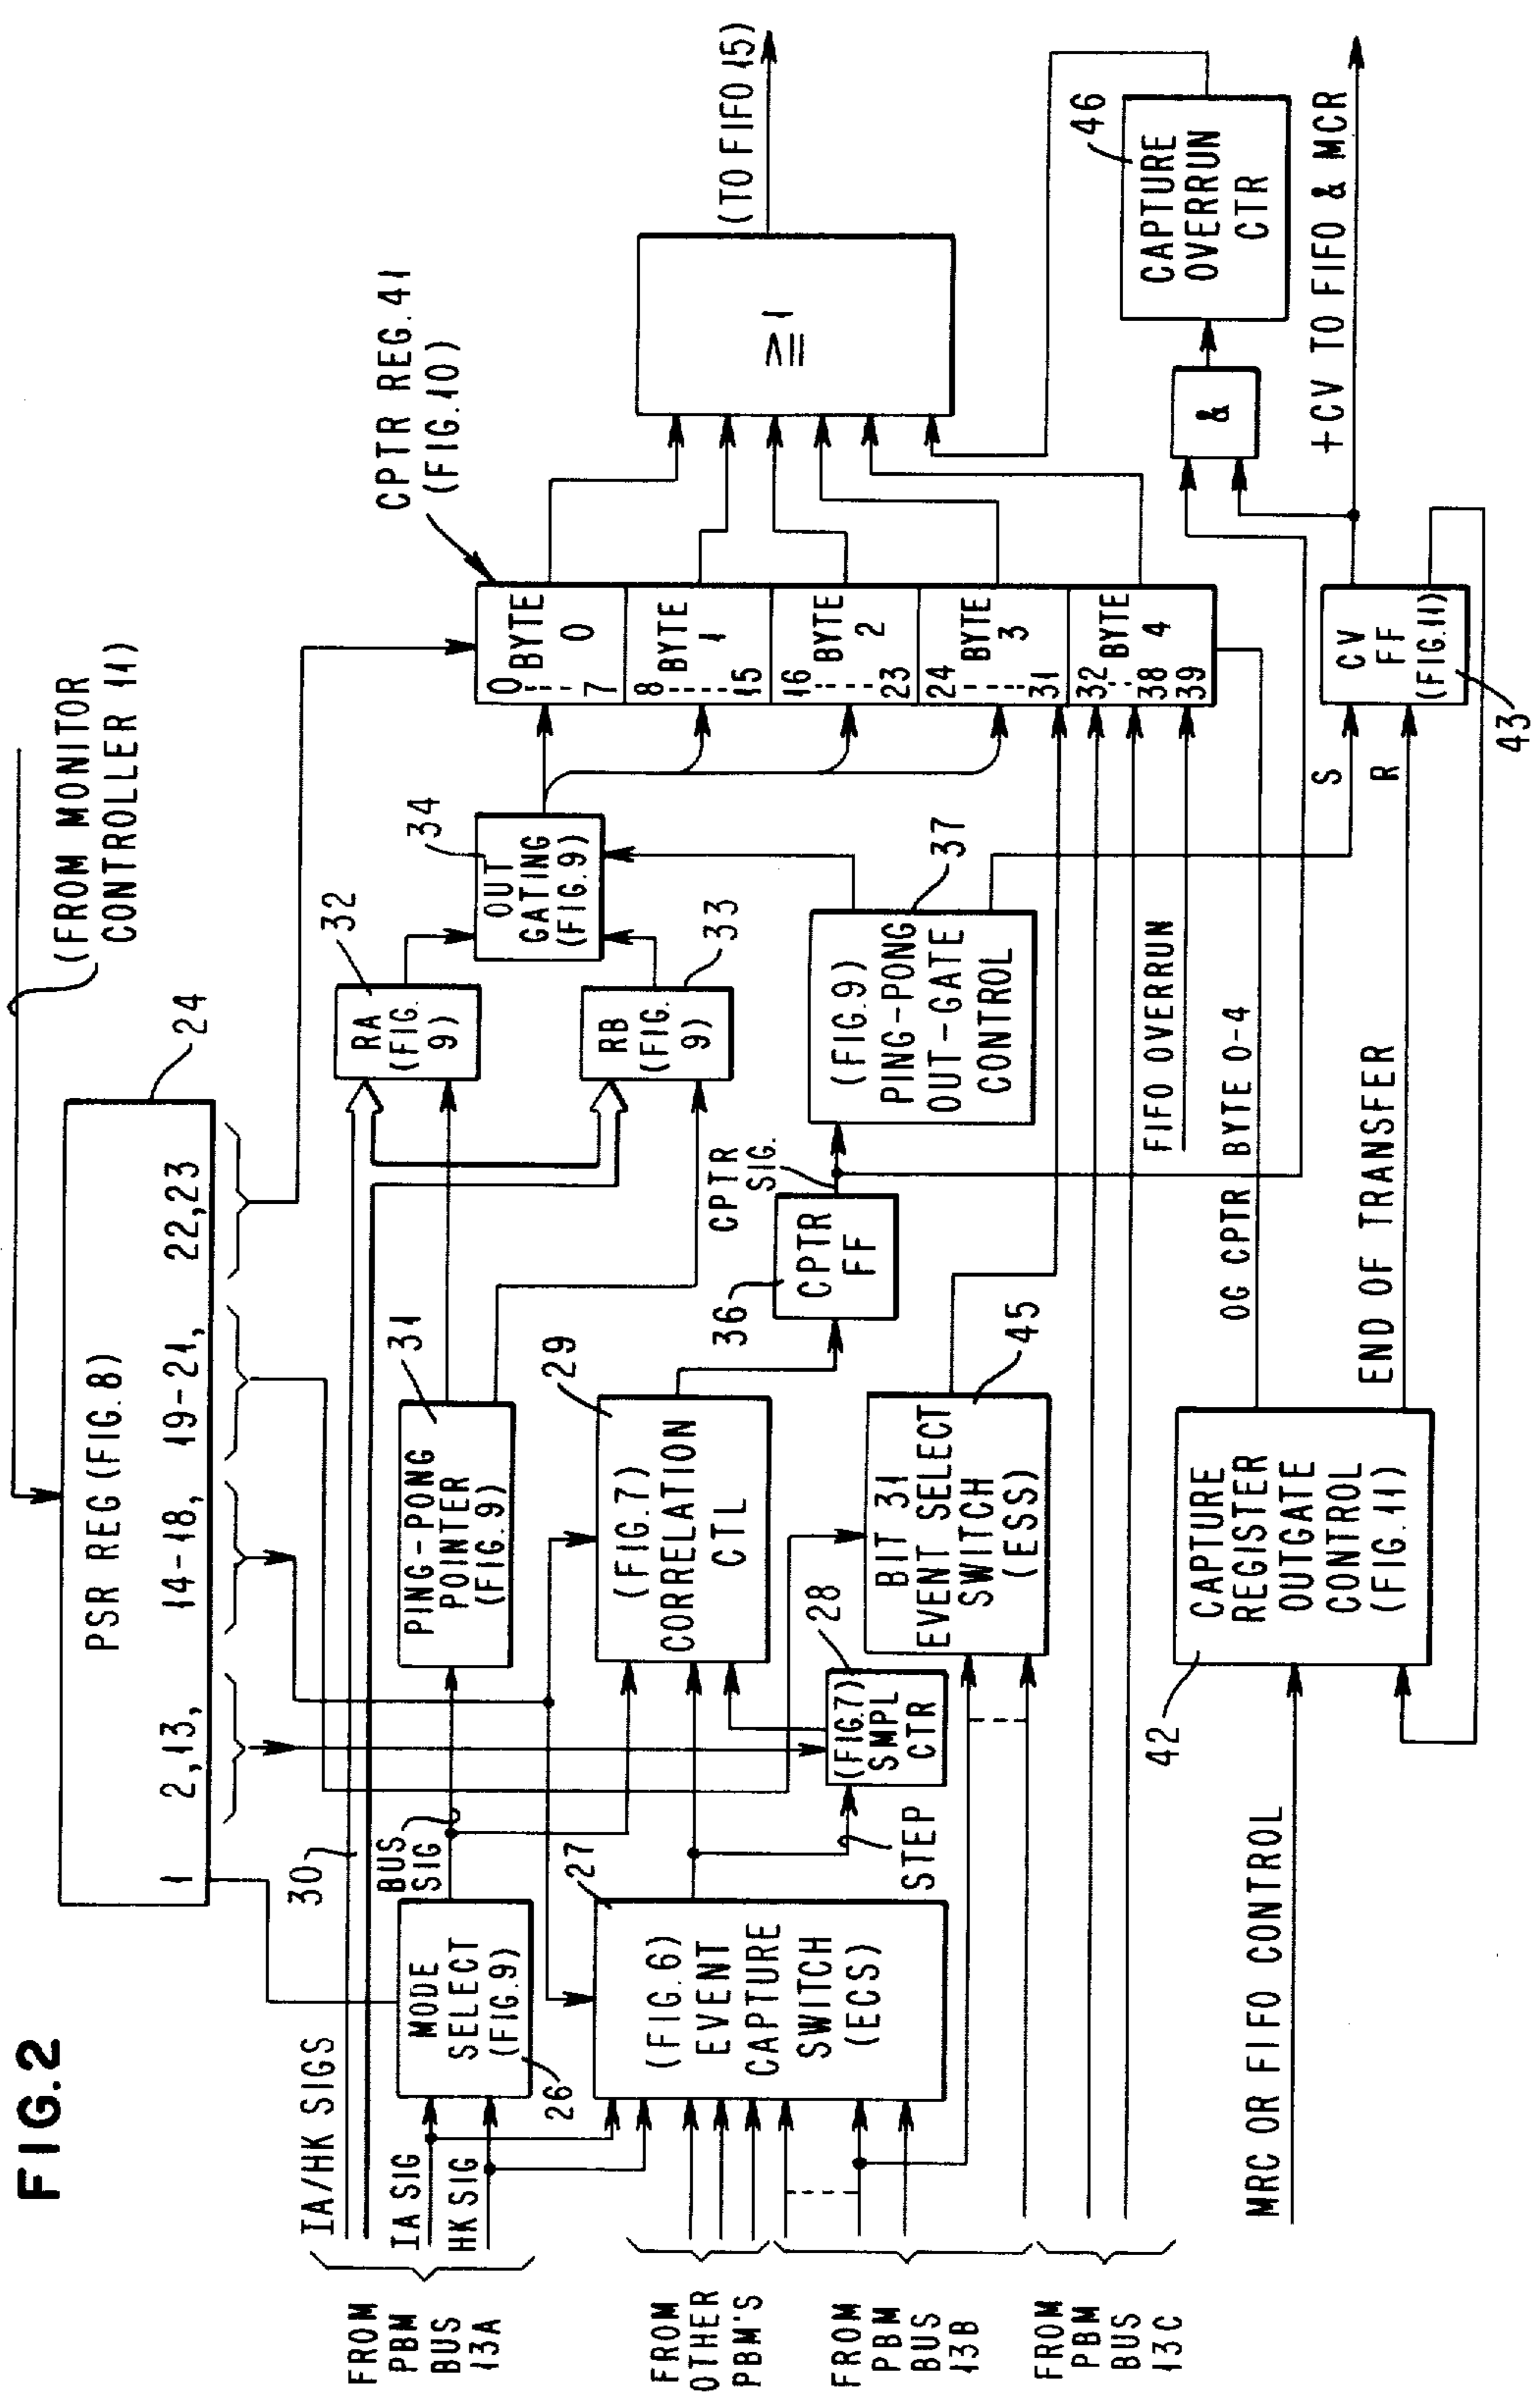 FIG.2
(FROM MONITOR
CONTROLLER 11)
PSR REG (FIG.8)
1
2,13,
14-18,
19-21,
22,23
24
30
IA/HK SIGS
IA SIG
HK SIG
FROM
PBM
BUS
13A
MODE
SELECT
(FIG.9)
26
BUS
SIG
PING-PONG
POINTER
(FIG.9)
31
RA
(FIG.
9)
32
RB
(FIG.
9)
33
OUT
GATING
(FIG.9)
34
CPTR REG. 41
(FIG.10)
0
7
BYTE
0
8
15
BYTE
1
16
23
BYTE
2
24
31
BYTE
3
32
38
39
BYTE
4
≧1
(TO FIFO 15)
FROM
OTHER
PBM'S
(FIG.6)
EVENT
CAPTURE
SWITCH
(ECS)
27
STEP
(FIG.7)
SMPL
CTR
28
(FIG.7)
CORRELATION
CTL
29
CPTR
FF
36
CPTR
SIG.
(FIG.9)
PING-PONG
OUT-GATE
CONTROL
37
FROM
PBM
BUS
13B
BIT 31
EVENT SELECT
SWITCH
(ESS)
45
FROM
PBM
BUS
13C
FIFO OVERRUN
OG CPTR BYTE 0-4
MRC OR FIFO CONTROL
CAPTURE
REGISTER
OUTGATE
CONTROL
(FIG.11)
42
END OF TRANSFER
S
R
CV
FF
(FIG.11)
43
&
CAPTURE
OVERRUN
CTR
46
+CV TO FIFO & MCR